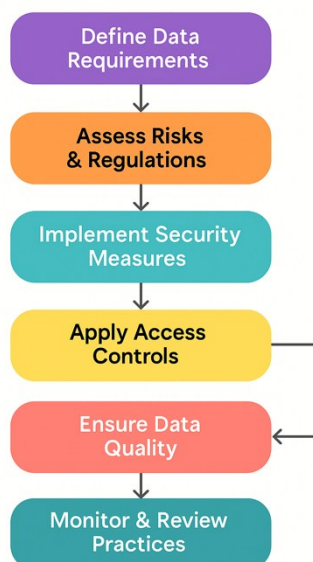 Define Data
Requirements
Assess Risks
& Regulations
Implement Security
Measures
Apply Access
Controls
Ensure Data
Quality
Monitor & Review
Practices